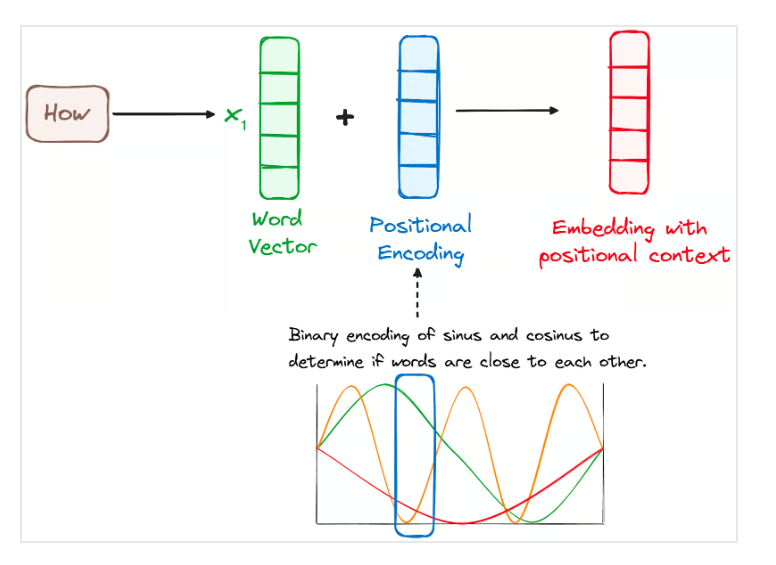 How
x₁
+
Word
Vector
Positional
Encoding
Embedding with
positional context
Binary encoding of sinus and cosinus to
determine if words are close to each other.